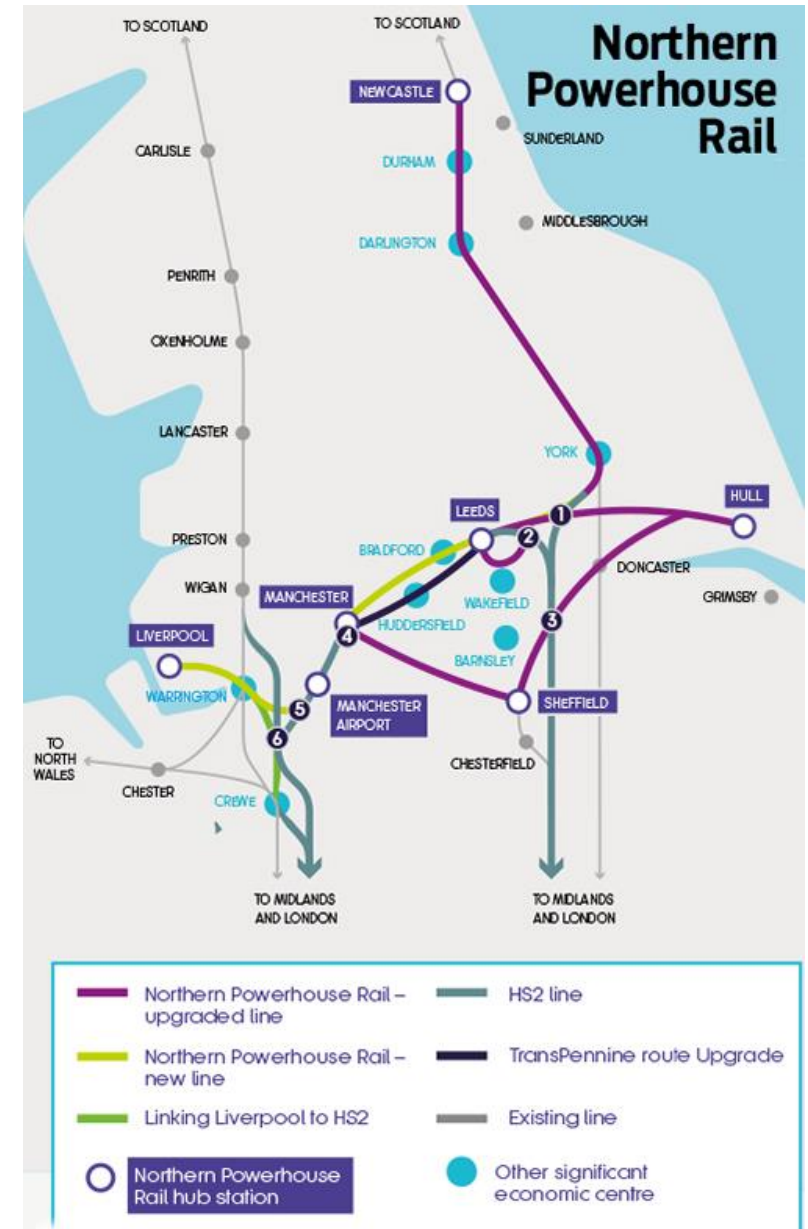 Northern
Powerhouse
Rail
TO SCOTLAND
TO SCOTLAND
NEWCASTLE
SUNDERLAND
CARLISLE
DURHAM
MIDDLESBROUGH
DARLINGTON
PENRITH
OXENHOLME
LANCASTER
YORK
HULL
LEEDS
1
2
PRESTON
BRADFORD
DONCASTER
WIGAN
MANCHESTER
WAKEFIELD
GRIMSBY
HUDDERSFIELD
3
4
LIVERPOOL
BARNSLEY
WARRINGTON
5
MANCHESTER
AIRPORT
SHEFFIELD
6
TO
NORTH
WALES
CHESTERFIELD
CHESTER
CREWE
TO MIDLANDS
AND LONDON
TO MIDLANDS
AND LONDON
Northern Powerhouse Rail –
upgraded line
HS2 line
Northern Powerhouse Rail –
new line
TransPennine route Upgrade
Linking Liverpool to HS2
Existing line
Northern Powerhouse
Rail hub station
Other significant
economic centre